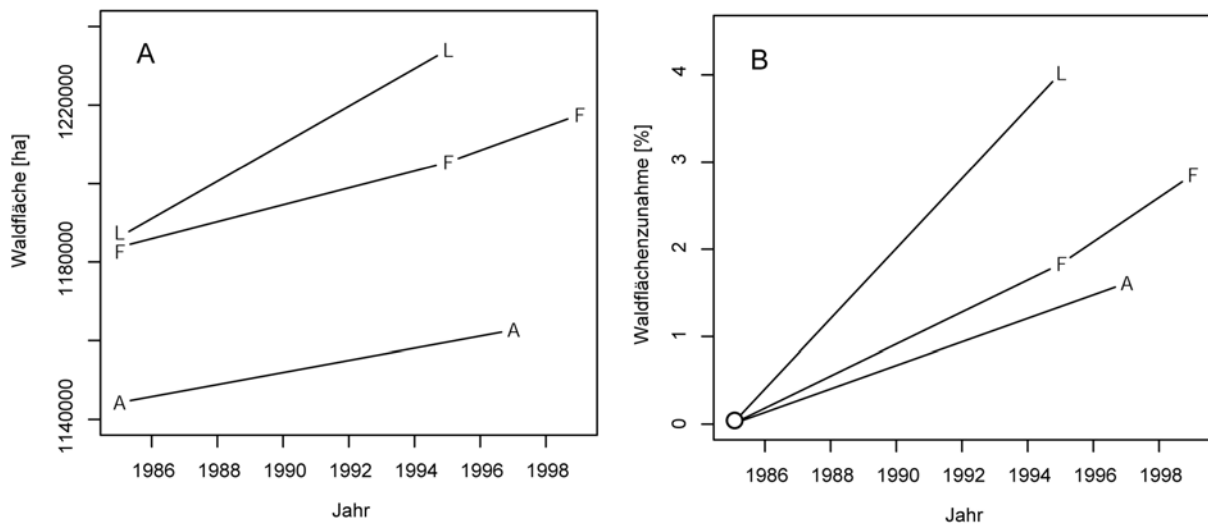 A
Waldfläche [ha]
1220000
1180000
1140000
L
L
F
F
F
A
A
1986 1988 1990 1992 1994 1996 1998
Jahr
B
Waldflächenzunahme [%]
4
3
2
1
0
L
F
F
A
1986 1988 1990 1992 1994 1996 1998
Jahr